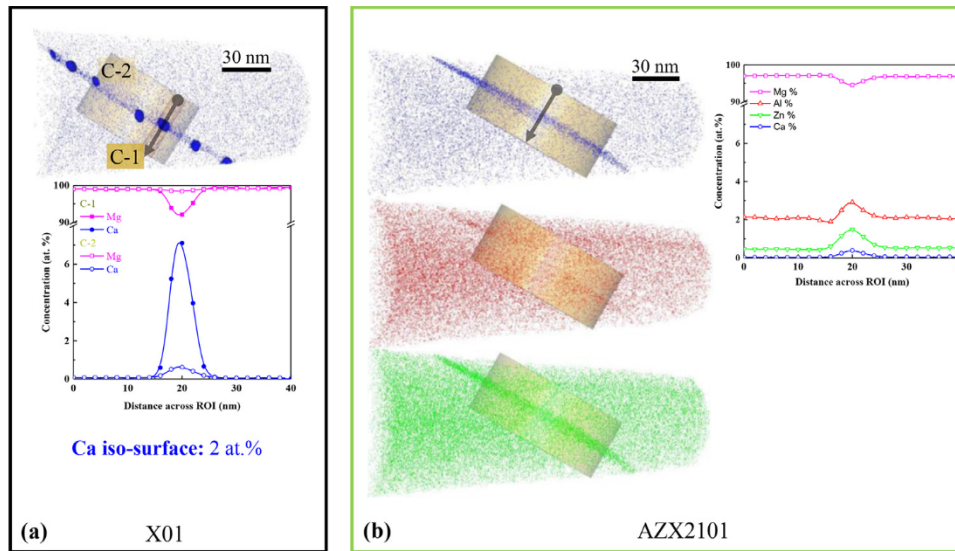 C-2
30 nm
C-1
100
90
C-1
Mg
Ca
C-2
Mg
Ca
6
4
2
0
Concentration (at. %)
0 10 20 30 40
Distance across ROI (nm)
Ca iso-surface: 2 at.%
(a) X01
30 nm
100
90
Mg %
Al %
Zn %
Ca %
8
6
4
2
0
Concentration (at.%)
0 10 20 30
Distance across ROI (nm)
(b) AZX2101